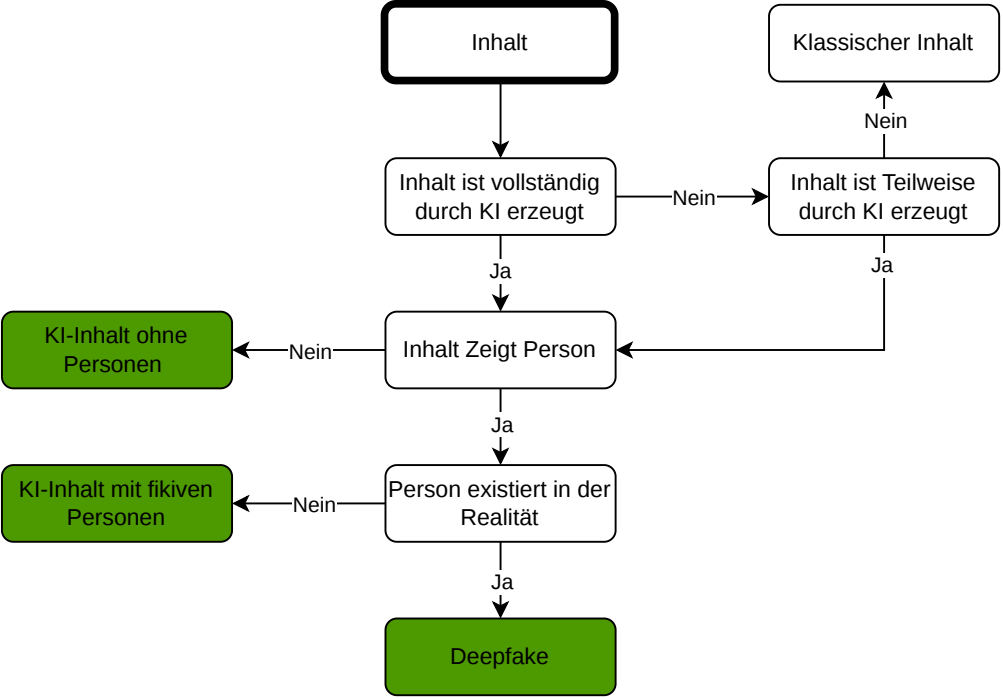 Inhalt
Klassischer Inhalt
Nein
Inhalt ist vollständig
durch KI erzeugt
Nein
Inhalt ist Teilweise
durch KI erzeugt
Ja
Ja
KI-Inhalt ohne
Personen
Nein
Inhalt Zeigt Person
Ja
KI-Inhalt mit fikiven
Personen
Nein
Person existiert in der
Realität
Ja
Deepfake